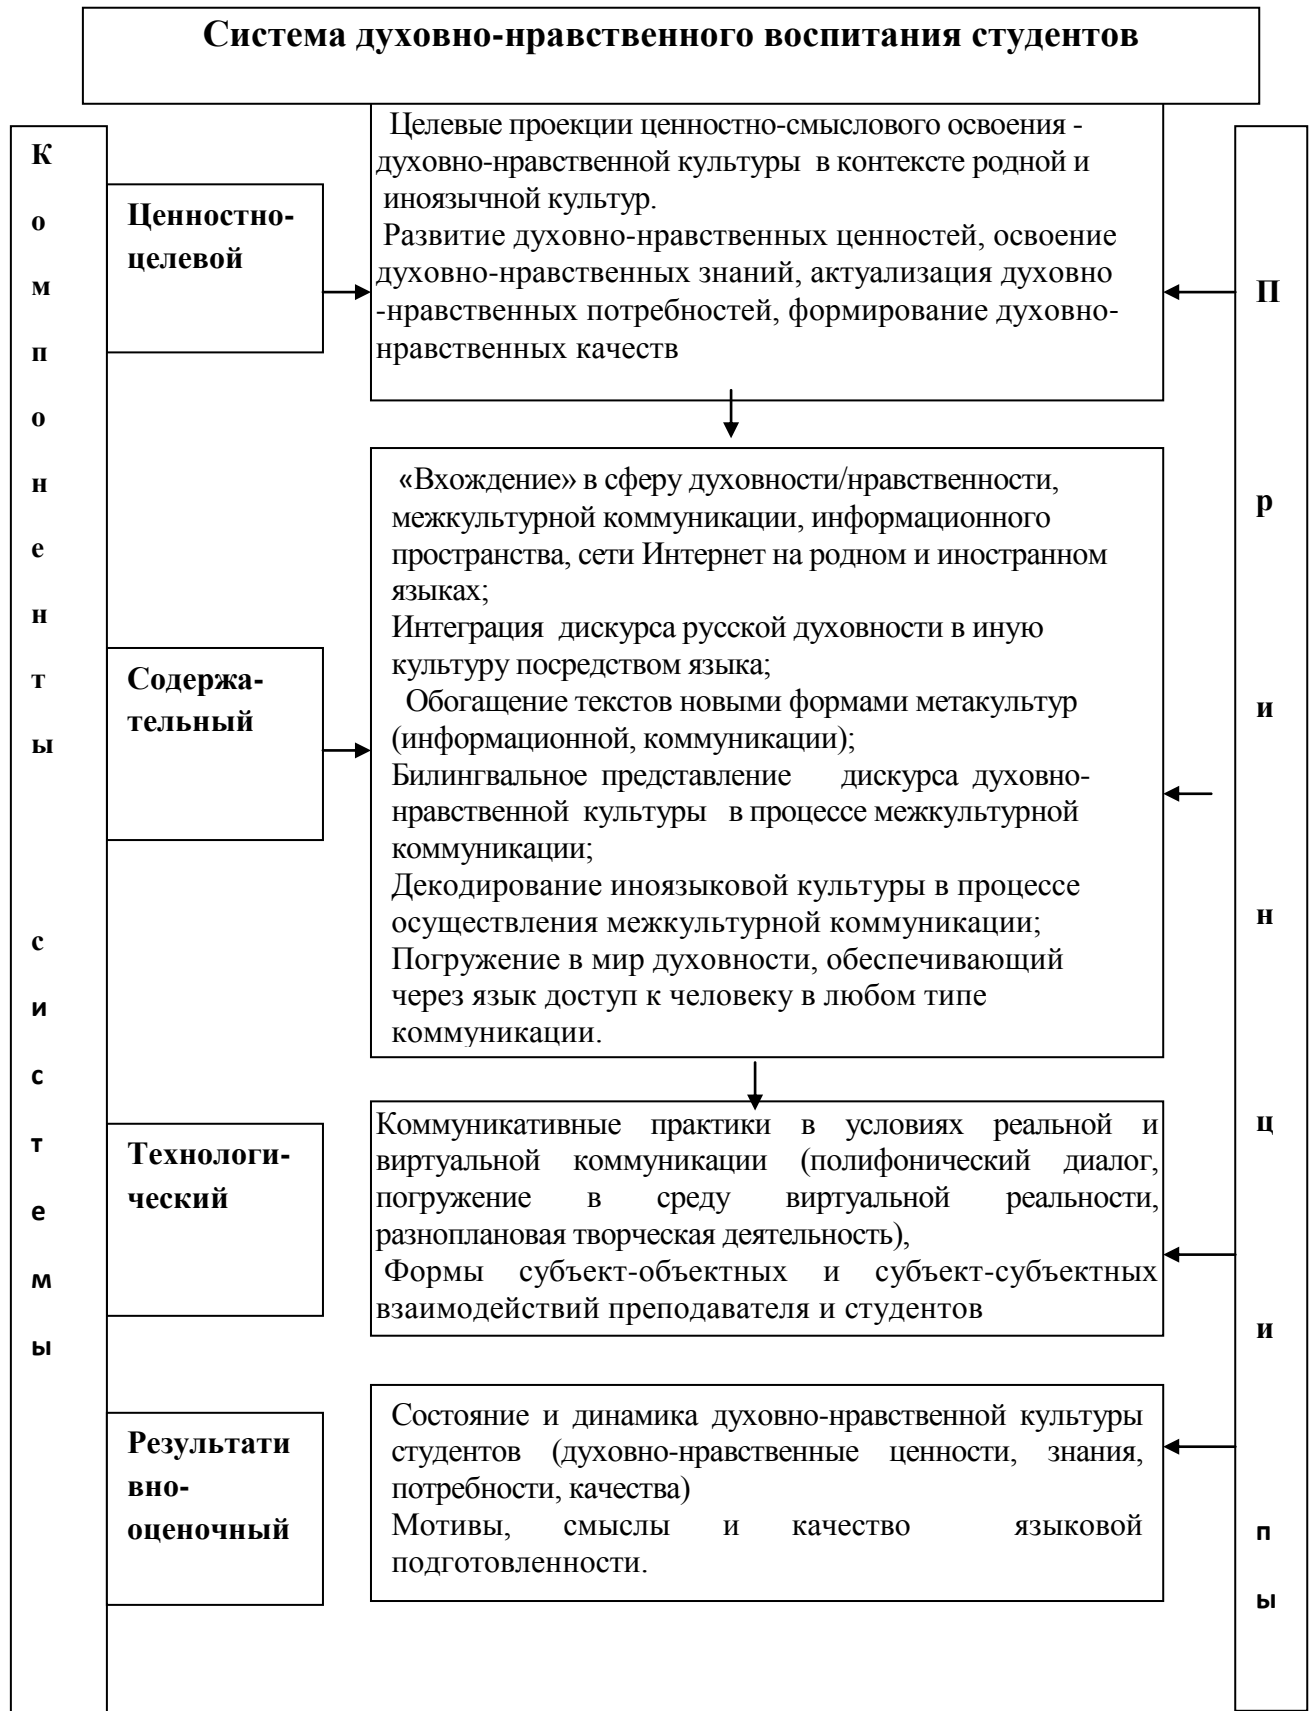 Система духовно-нравственного воспитания студентов
Компоненты системы
Ценностно-
целевой
Целевые проекции ценностно-смыслового освоения -
духовно-нравственной культуры в контексте родной и
иноязычной культур.
Развитие духовно-нравственных ценностей, освоение
духовно-нравственных знаний, актуализация духовно
-нравственных потребностей, формирование духовно-
нравственных качеств
Содержа-
тельный
«Вхождение» в сферу духовности/нравственности,
межкультурной коммуникации, информационного
пространства, сети Интернет на родном и иностранном
языках;
Интеграция дискурса русской духовности в иную
культуру посредством языка;
Обогащение текстов новыми формами метакультур
(информационной, коммуникации);
Билингвальное представление дискурса духовно-
нравственной культуры в процессе межкультурной
коммуникации;
Декодирование иноязыковой культуры в процессе
осуществления межкультурной коммуникации;
Погружение в мир духовности, обеспечивающий
через язык доступ к человеку в любом типе
коммуникации.
Технологи-
ческий
Коммуникативные практики в условиях реальной и
виртуальной коммуникации (полифонический диалог,
погружение в среду виртуальной реальности,
разноплановая творческая деятельность),
Формы субъект-объектных и субъект-субъектных
взаимодействий преподавателя и студентов
Результати
вно-
оценочный
Состояние и динамика духовно-нравственной культуры
студентов (духовно-нравственные ценности, знания,
потребности, качества)
Мотивы, смыслы и качество языковой
подготовленности.
Принципы